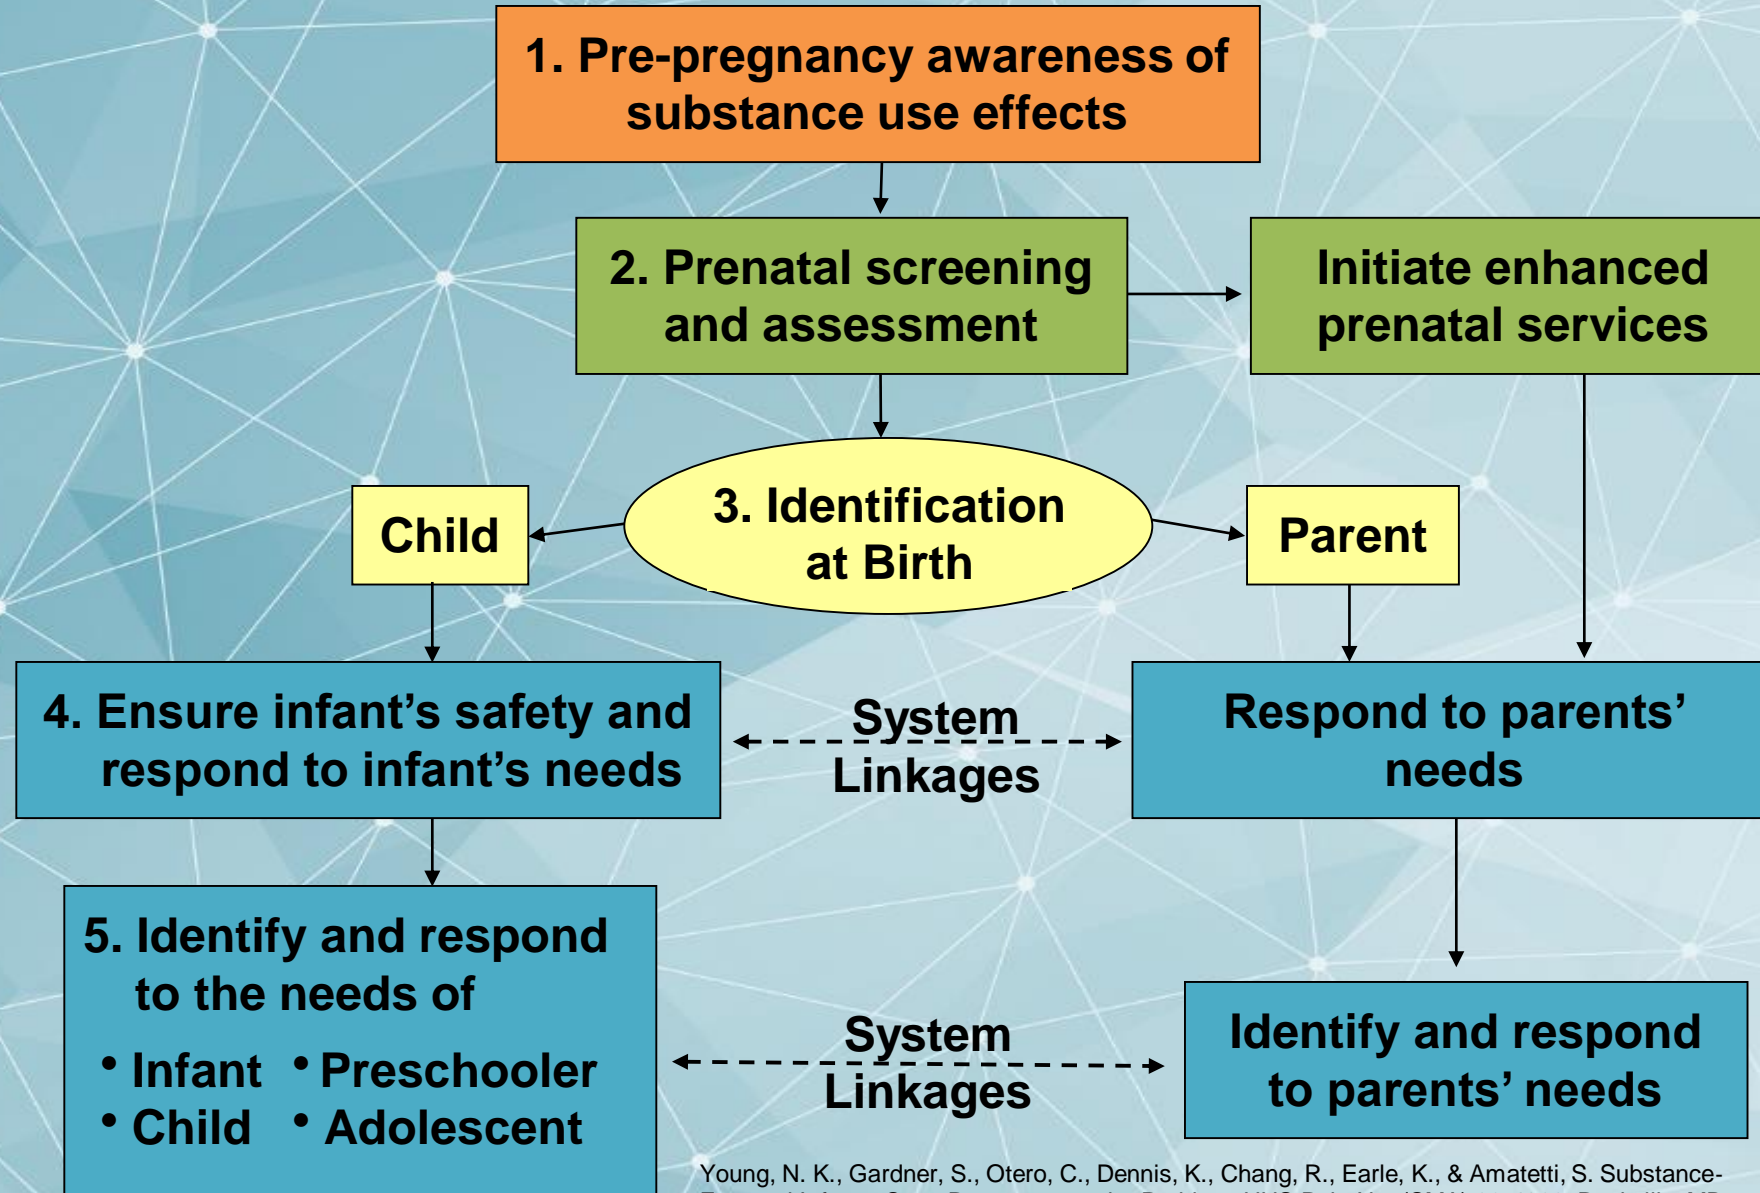 1. Pre-pregnancy awareness of
substance use effects
2. Prenatal screening
and assessment
Initiate enhanced
prenatal services
Child
3. Identification
at Birth
Parent
4. Ensure infant’s safety and
respond to infant’s needs
System
Linkages
Respond to parents’
needs
5. Identify and respond
to the needs of
• Infant • Preschooler
• Child • Adolescent
System
Linkages
Identify and respond
to parents’ needs
Young, N. K., Gardner, S., Otero, C., Dennis, K., Chang, R., Earle, K., & Amatetti, S. Substance-